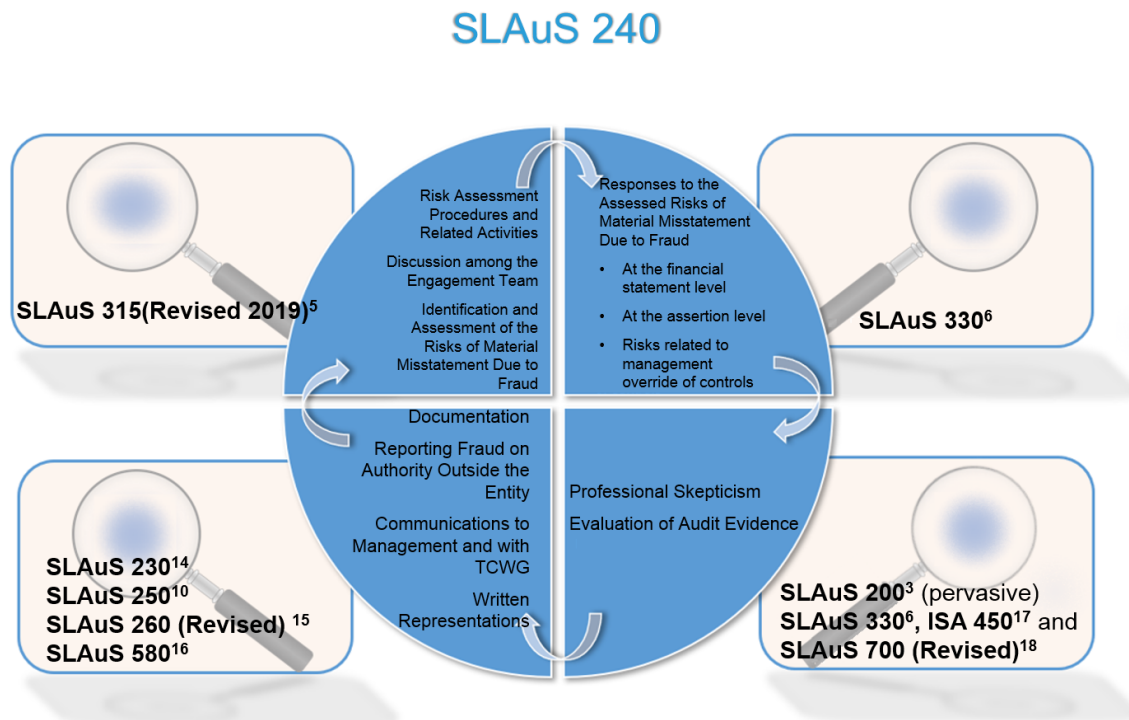 SLAuS 240
SLAuS 315(Revised 2019)⁵
Risk Assessment
Procedures and
Related Activities
Discussion among the
Engagement Team
Identification and
Assessment of the
Risks of Material
Misstatement Due to
Fraud
Responses to the
Assessed Risks of
Material Misstatement
Due to Fraud
• At the financial
statement level
• At the assertion level
• Risks related to
management
override of controls
SLAuS 330⁶
SLAuS 230¹⁴
SLAuS 250¹⁰
SLAuS 260 (Revised) ¹⁵
SLAuS 580¹⁶
Documentation
Reporting Fraud on
Authority Outside the
Entity
Communications to
Management and with
TCWG
Written
Representations
Professional Skepticism
Evaluation of Audit Evidence
SLAuS 200³ (pervasive)
SLAuS 330⁶, ISA 450¹⁷ and
SLAuS 700 (Revised)¹⁸